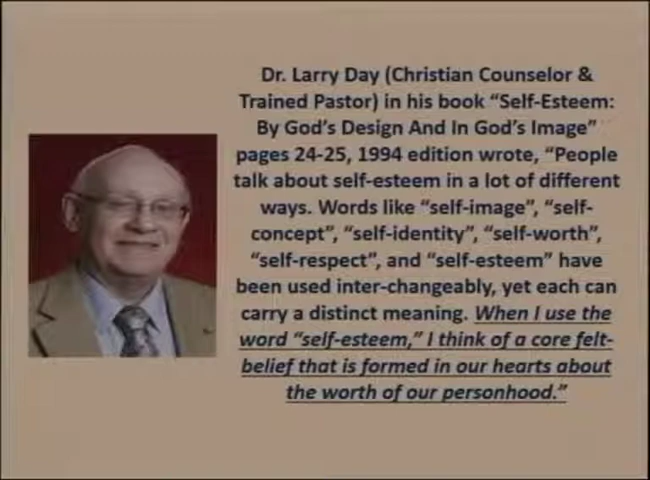 Dr. Larry Day (Christian Counselor &
Trained Pastor) in his book “Self-Esteem:
By God’s Design And In God’s Image”
pages 24-25, 1994 edition wrote, “People
talk about self-esteem in a lot of different
ways. Words like “self-image”, “self-
concept”, “self-identity”, “self-worth”,
“self-respect”, and “self-esteem” have
been used inter-changeably, yet each can
carry a distinct meaning. When I use the
word “self-esteem,” I think of a core felt-
belief that is formed in our hearts about
the worth of our personhood.”